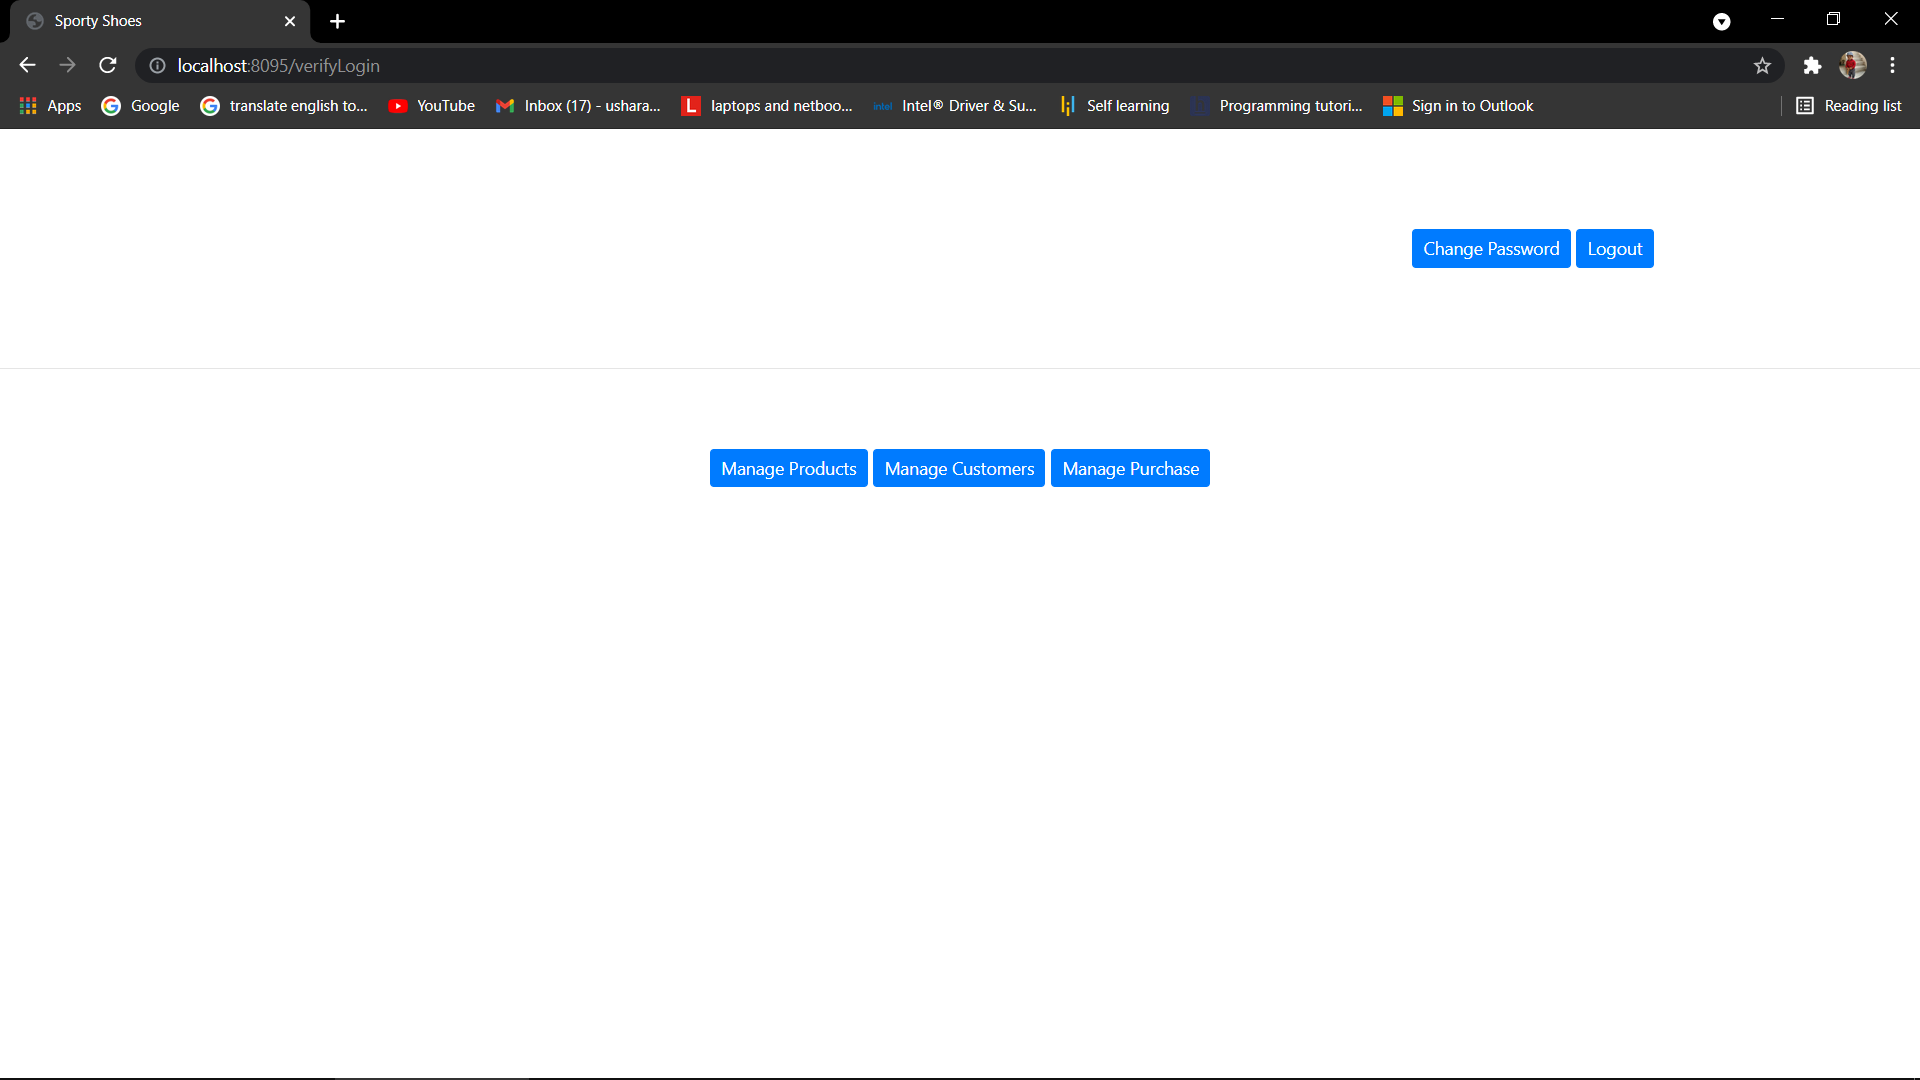 Sporty Shoes
localhost:8095/verifyLogin
Apps Google translate english to... YouTube Inbox (17) - ushara... L laptops and netboo... intel Intel® Driver & Su... Self learning Programming tutori... Sign in to Outlook Reading list
Change Password Logout
Manage Products Manage Customers Manage Purchase